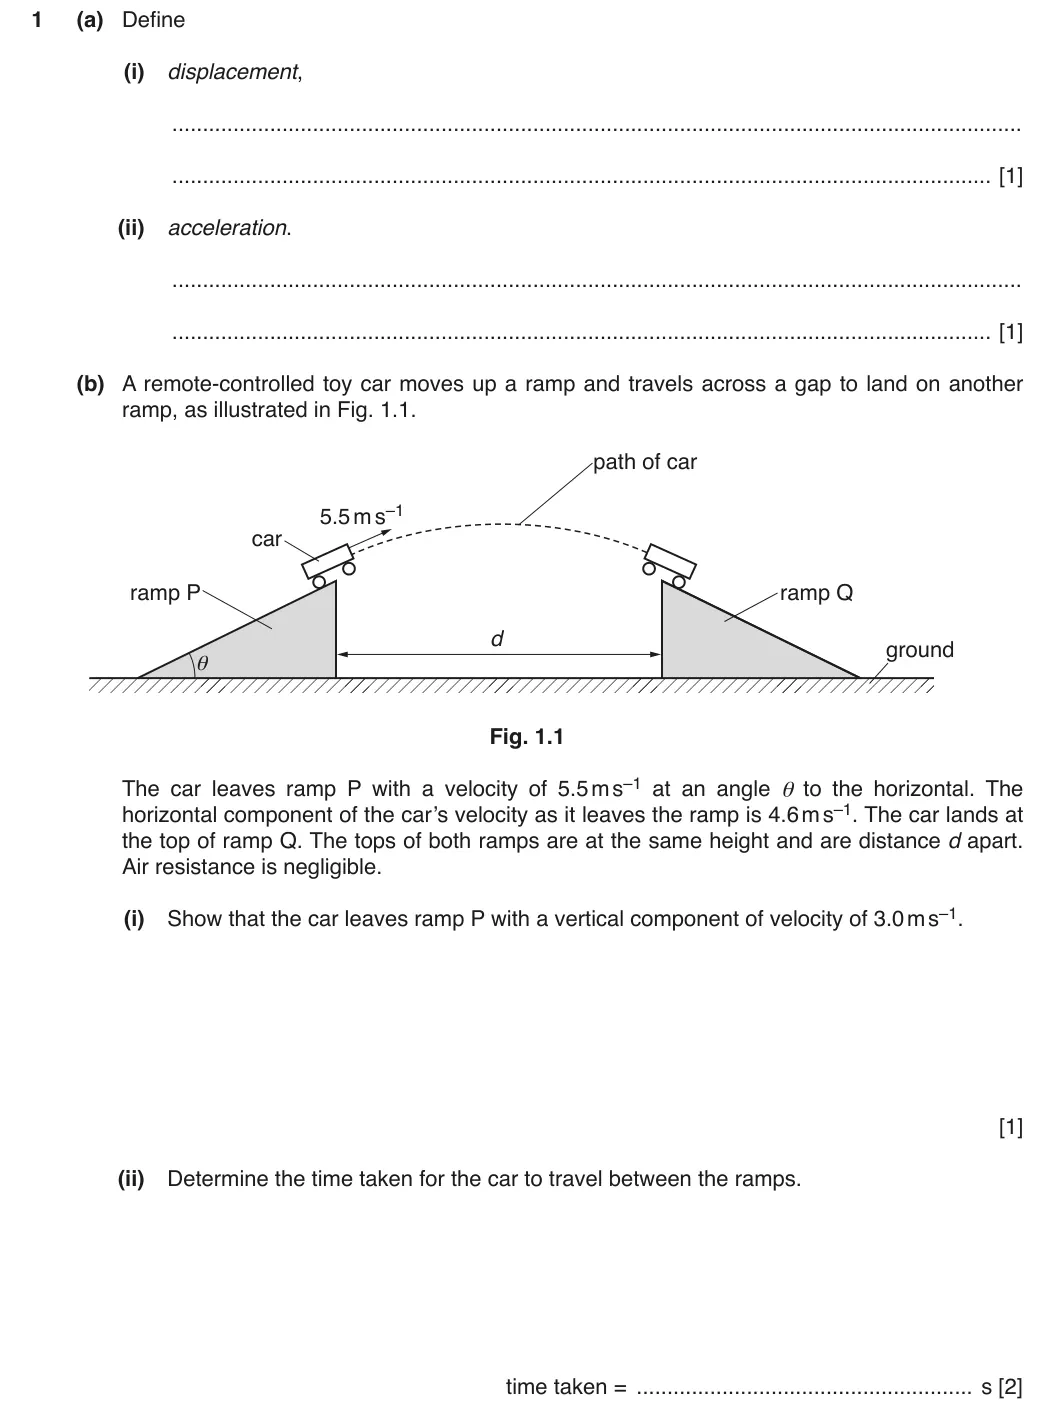 1 (a) Define
(i) displacement,
........................................................................................................................................
.................................................................................................................................... [1]
(ii) acceleration.
........................................................................................................................................
.................................................................................................................................... [1]
(b) A remote-controlled toy car moves up a ramp and travels across a gap to land on another
ramp, as illustrated in Fig. 1.1.
path of car
5.5 m s⁻¹
car
ramp P
ramp Q
d
ground
θ
Fig. 1.1
The car leaves ramp P with a velocity of 5.5 m s⁻¹ at an angle θ to the horizontal. The
horizontal component of the car’s velocity as it leaves the ramp is 4.6 m s⁻¹. The car lands at
the top of ramp Q. The tops of both ramps are at the same height and are distance d apart.
Air resistance is negligible.
(i) Show that the car leaves ramp P with a vertical component of velocity of 3.0 m s⁻¹.
[1]
(ii) Determine the time taken for the car to travel between the ramps.
time taken = ....................................................... s [2]